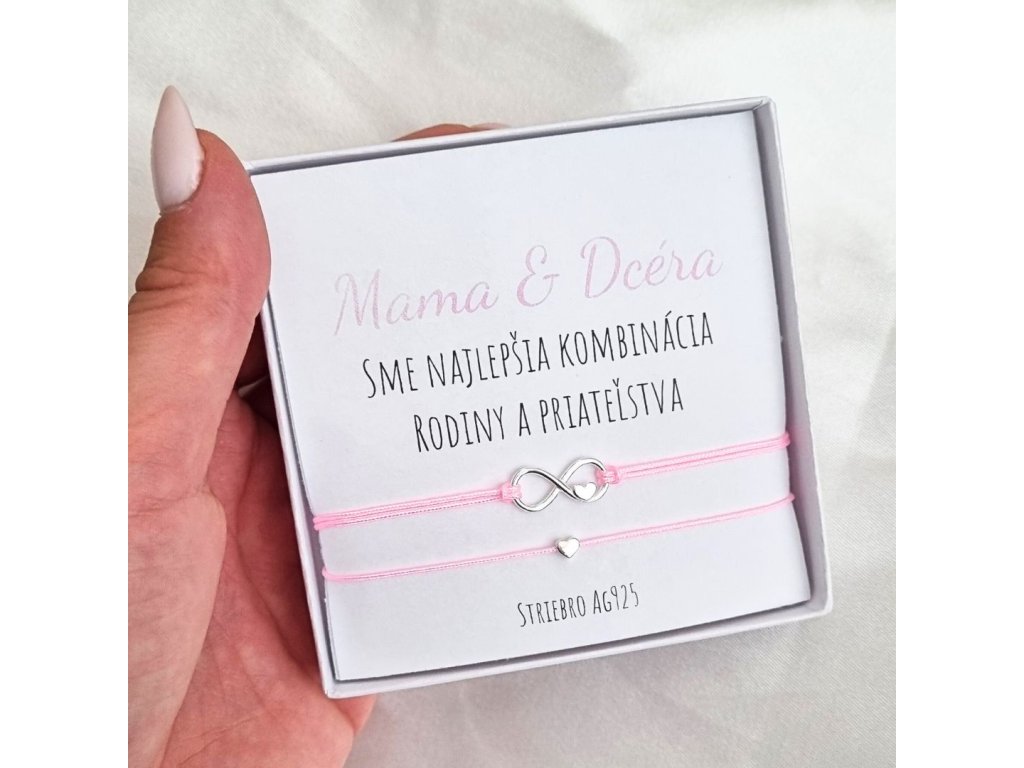 Mama & Dcéra
Sme najlepšia kombinácia
rodiny a priateľstva
Striebro Ag925